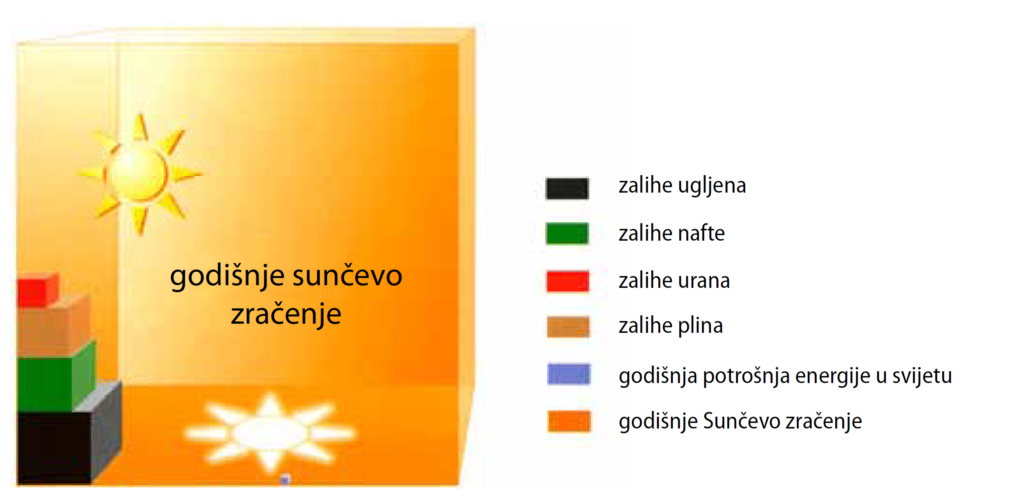 godišnje sunčevo
zračenje
zalihe ugljena
zalihe nafte
zalihe urana
zalihe plina
godišnja potrošnja energije u svijetu
godišnje Sunčevo zračenje